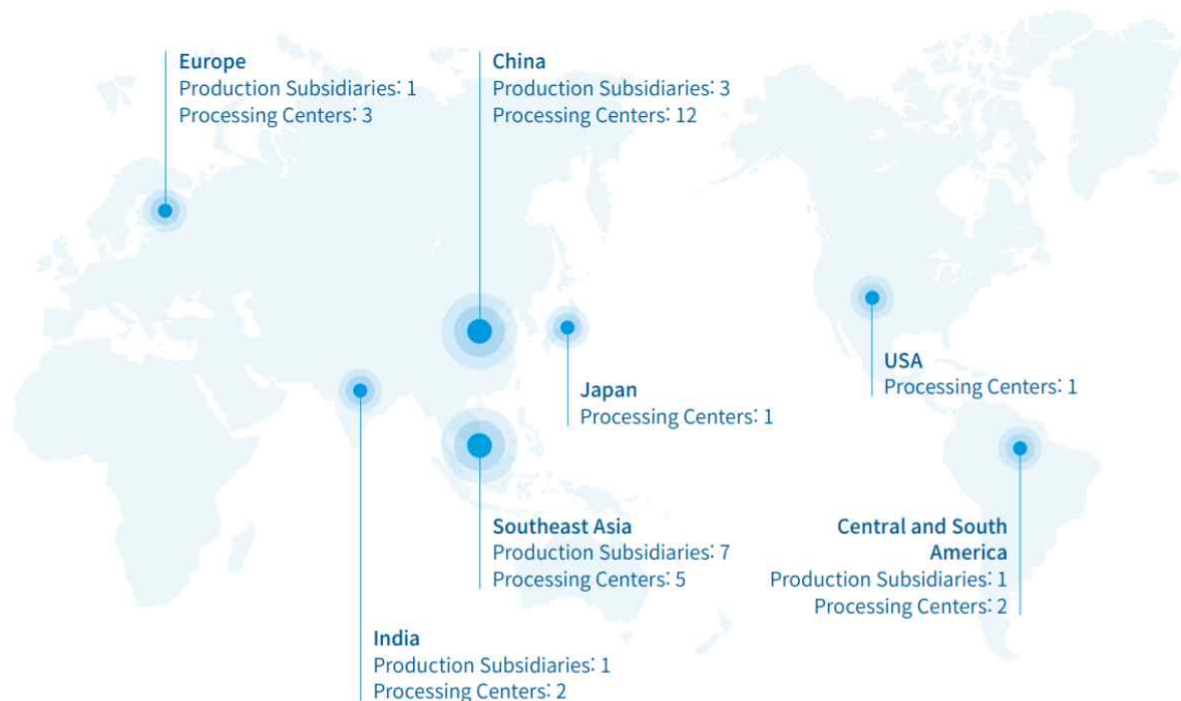 Europe
Production Subsidiaries: 1
Processing Centers: 3
China
Production Subsidiaries: 3
Processing Centers: 12
USA
Processing Centers: 1
Japan
Processing Centers: 1
Southeast Asia
Production Subsidiaries: 7
Processing Centers: 5
Central and South
America
Production Subsidiaries: 1
Processing Centers: 2
India
Production Subsidiaries: 1
Processing Centers: 2